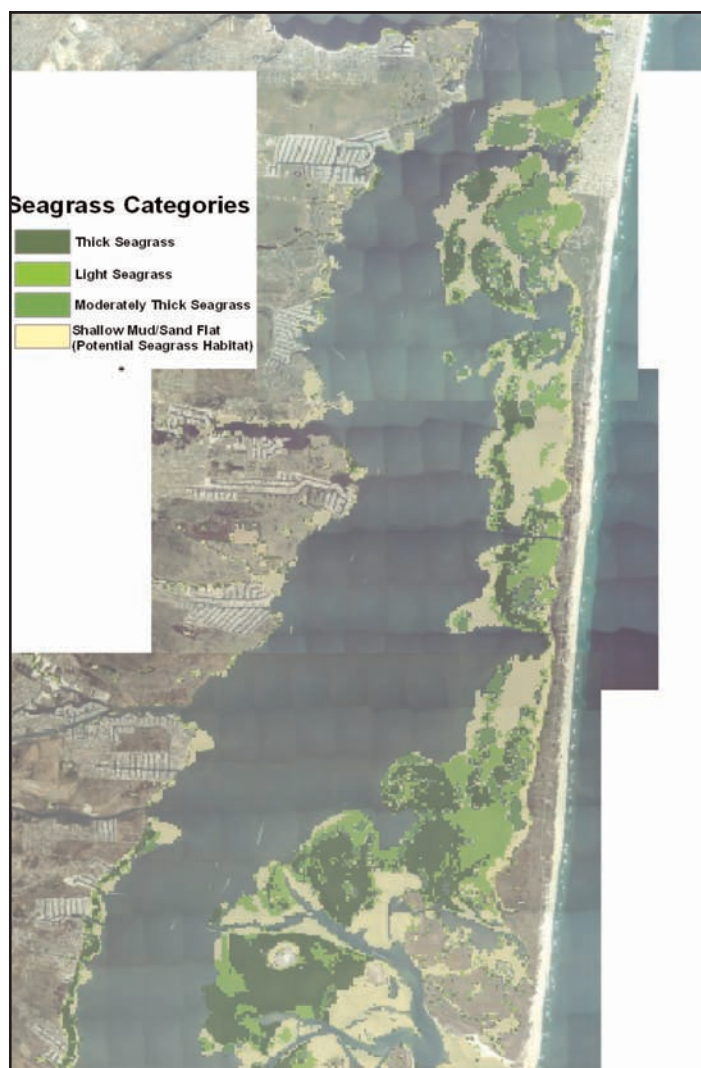 Seagrass Categories
Thick Seagrass
Light Seagrass
Moderately Thick Seagrass
Shallow Mud/Sand Flat
(Potential Seagrass Habitat)